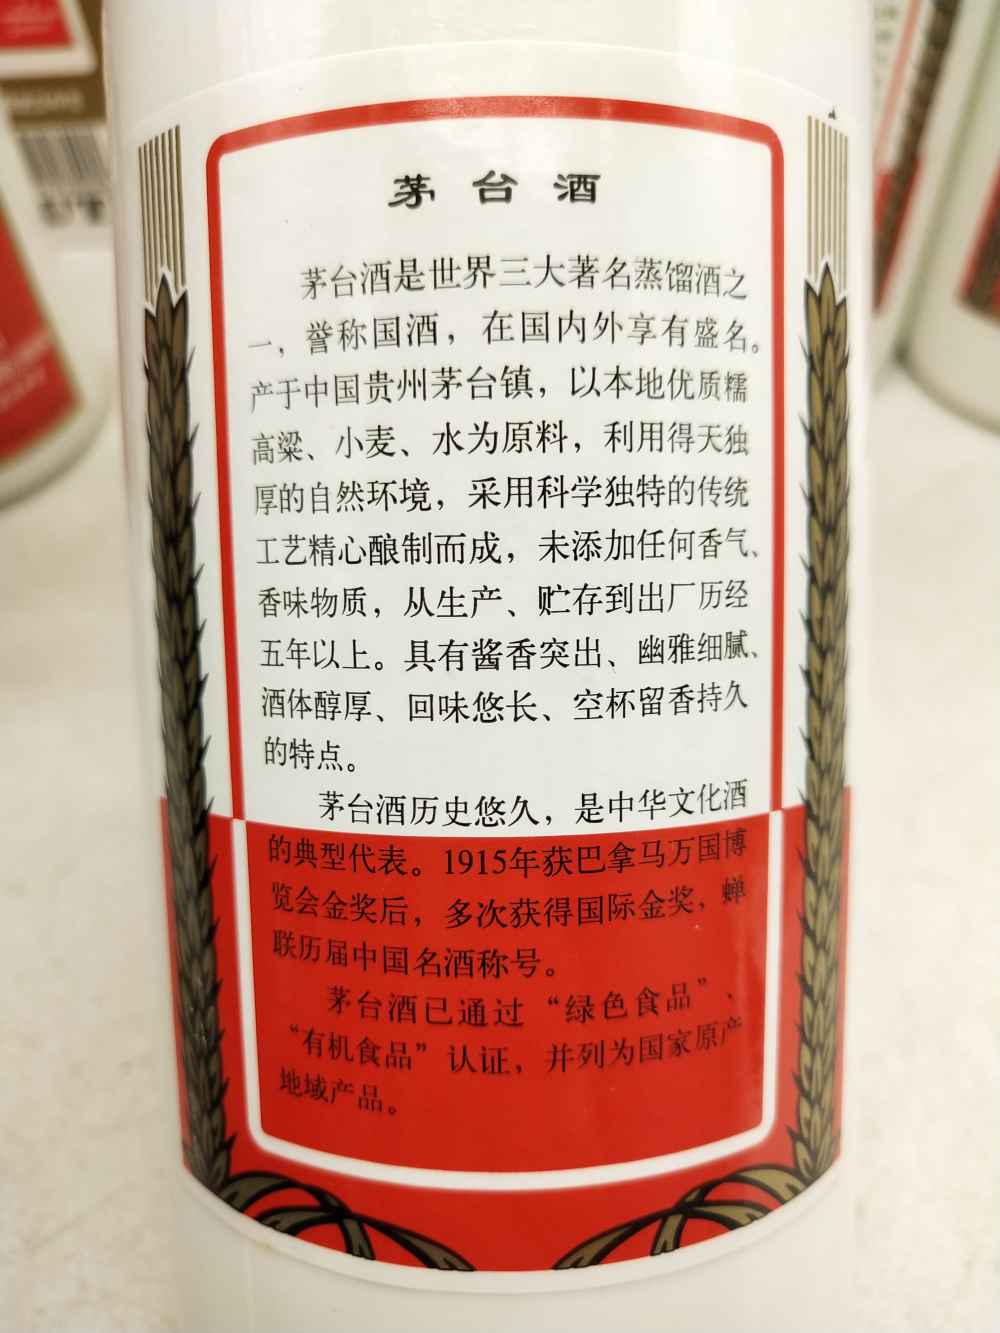 茅台酒
茅台酒是世界三大著名蒸馏酒之
一，誉称国酒，在国内外享有盛名。
产于中国贵州茅台镇，以本地优质糯
高粱、小麦、水为原料，利用得天独
厚的自然环境，采用科学独特的传统
工艺精心酿制而成，未添加任何香气、
香味物质，从生产、贮存到出厂历经
五年以上。具有酱香突出、幽雅细腻、
酒体醇厚、回味悠长、空杯留香持久
的特点。
茅台酒历史悠久，是中华文化酒
的典型代表。1915年获巴拿马万国博
览会金奖后，多次获得国际金奖，蝉
联历届中国名酒称号。
茅台酒已通过“绿色食品”、
“有机食品”认证，并列为国家原产
地域产品。